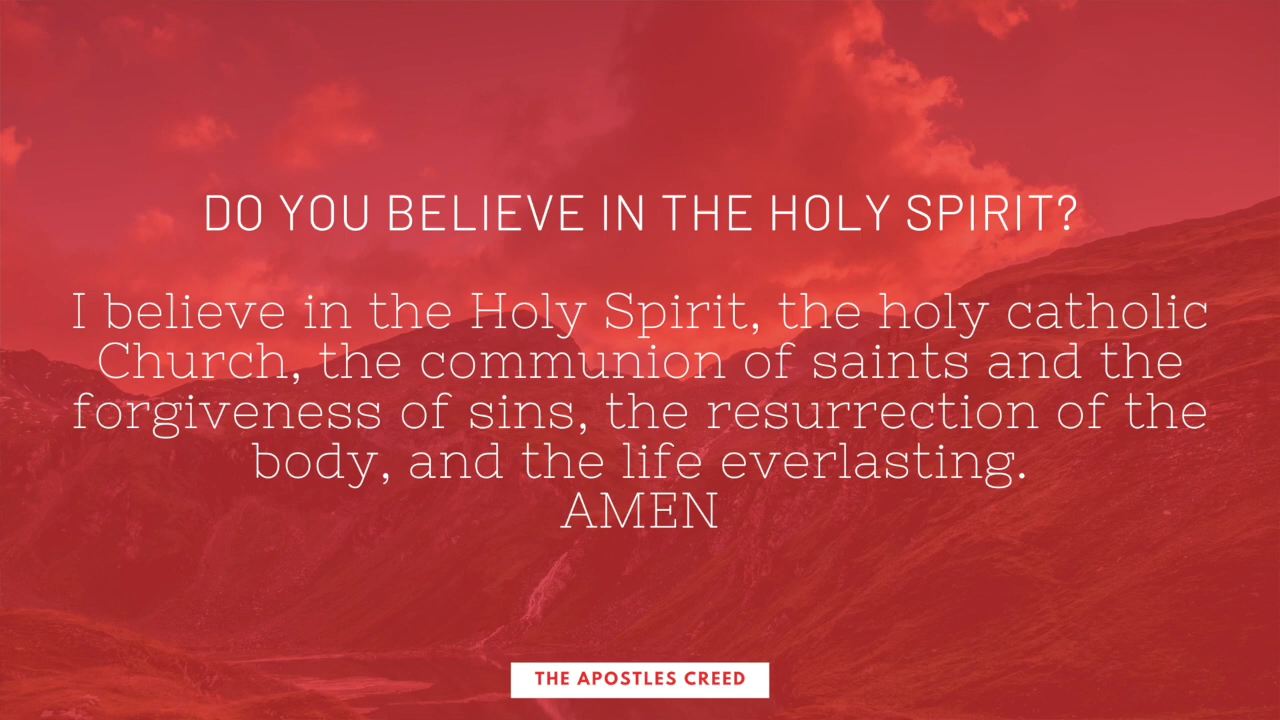 DO YOU BELIEVE IN THE HOLY SPIRIT?
I believe in the Holy Spirit, the holy catholic
Church, the communion of saints and the
forgiveness of sins, the resurrection of the
body, and the life everlasting.
AMEN
THE APOSTLES CREED